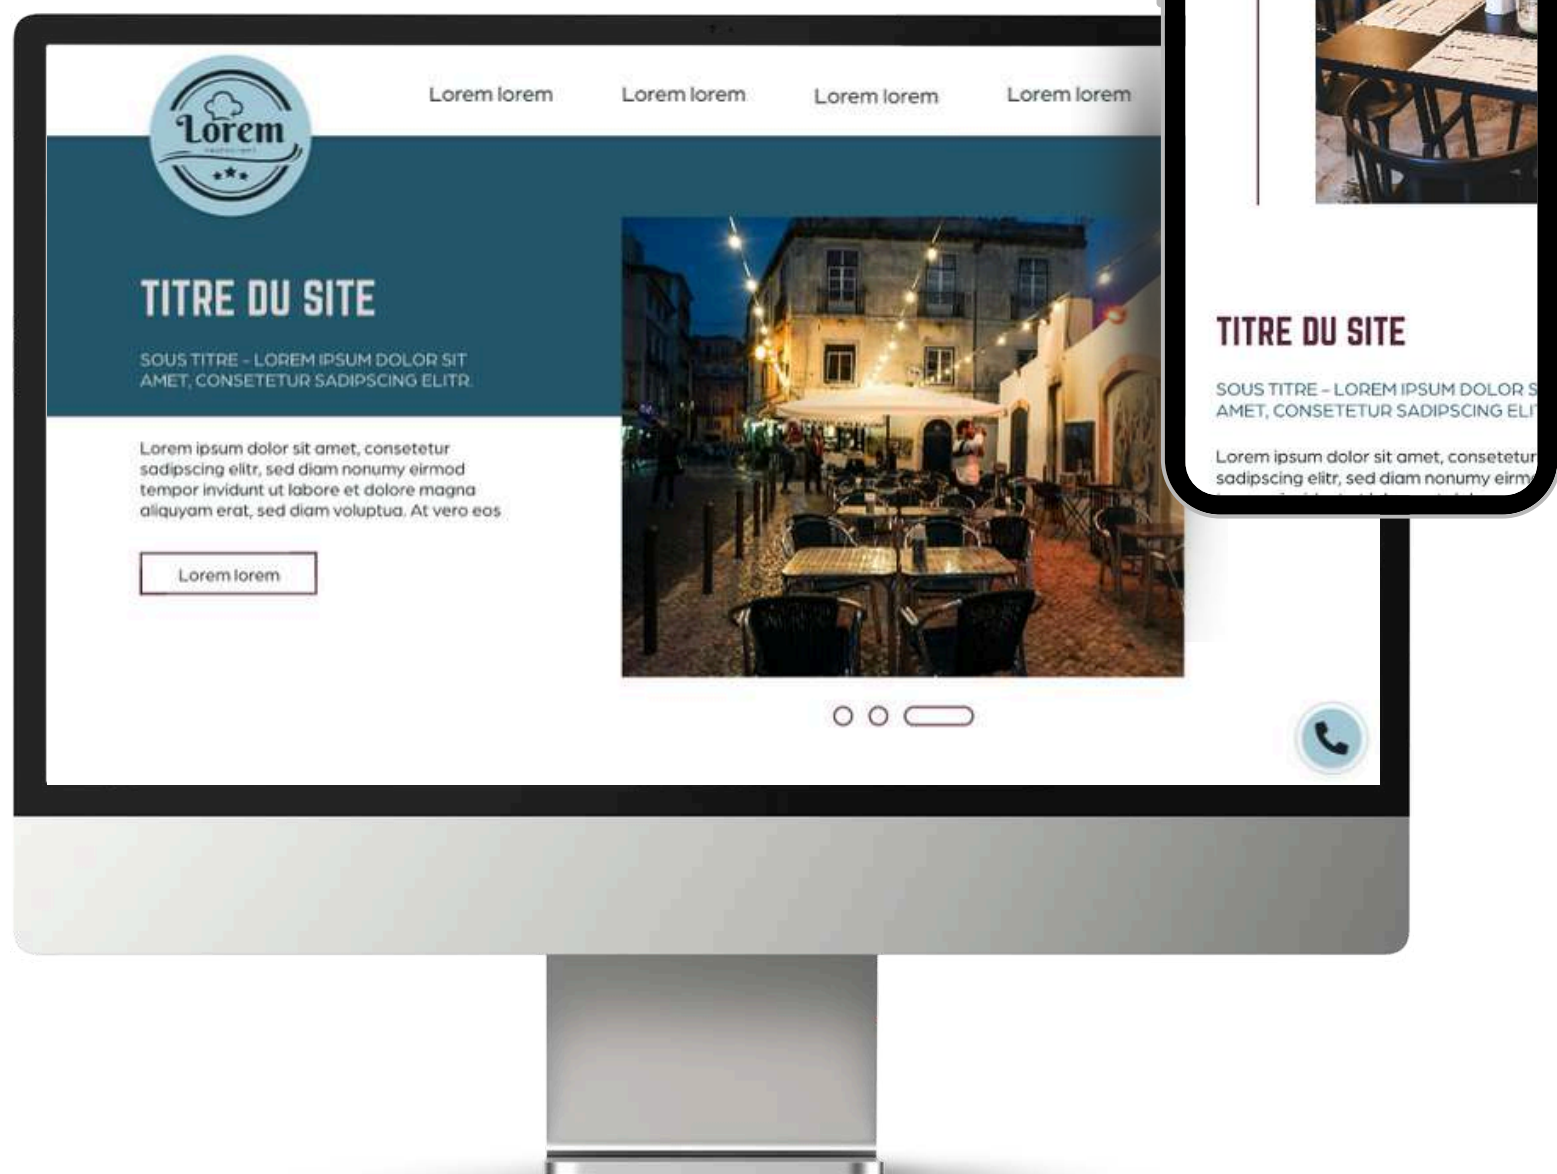 Lorem lorem
Lorem lorem
Lorem lorem
Lorem lorem
Lorem
TITRE DU SITE
SOUS TITRE - LOREM IPSUM DOLOR SIT
AMET, CONSETETUR SADIPSCING ELITR.
Lorem ipsum dolor sit amet, consetetur
sadipscing elitr, sed diam nonumy eirmod
tempor invidunt ut labore et dolore magna
aliquyam erat, sed diam voluptua. At vero eos
Lorem lorem
TITRE DU SITE
SOUS TITRE – LOREM IPSUM DOLOR S
AMET, CONSETETUR SADIPSCING ELI
Lorem ipsum dolor sit amet, consetetur
sadipscing elitr, sed diam nonumy eirm